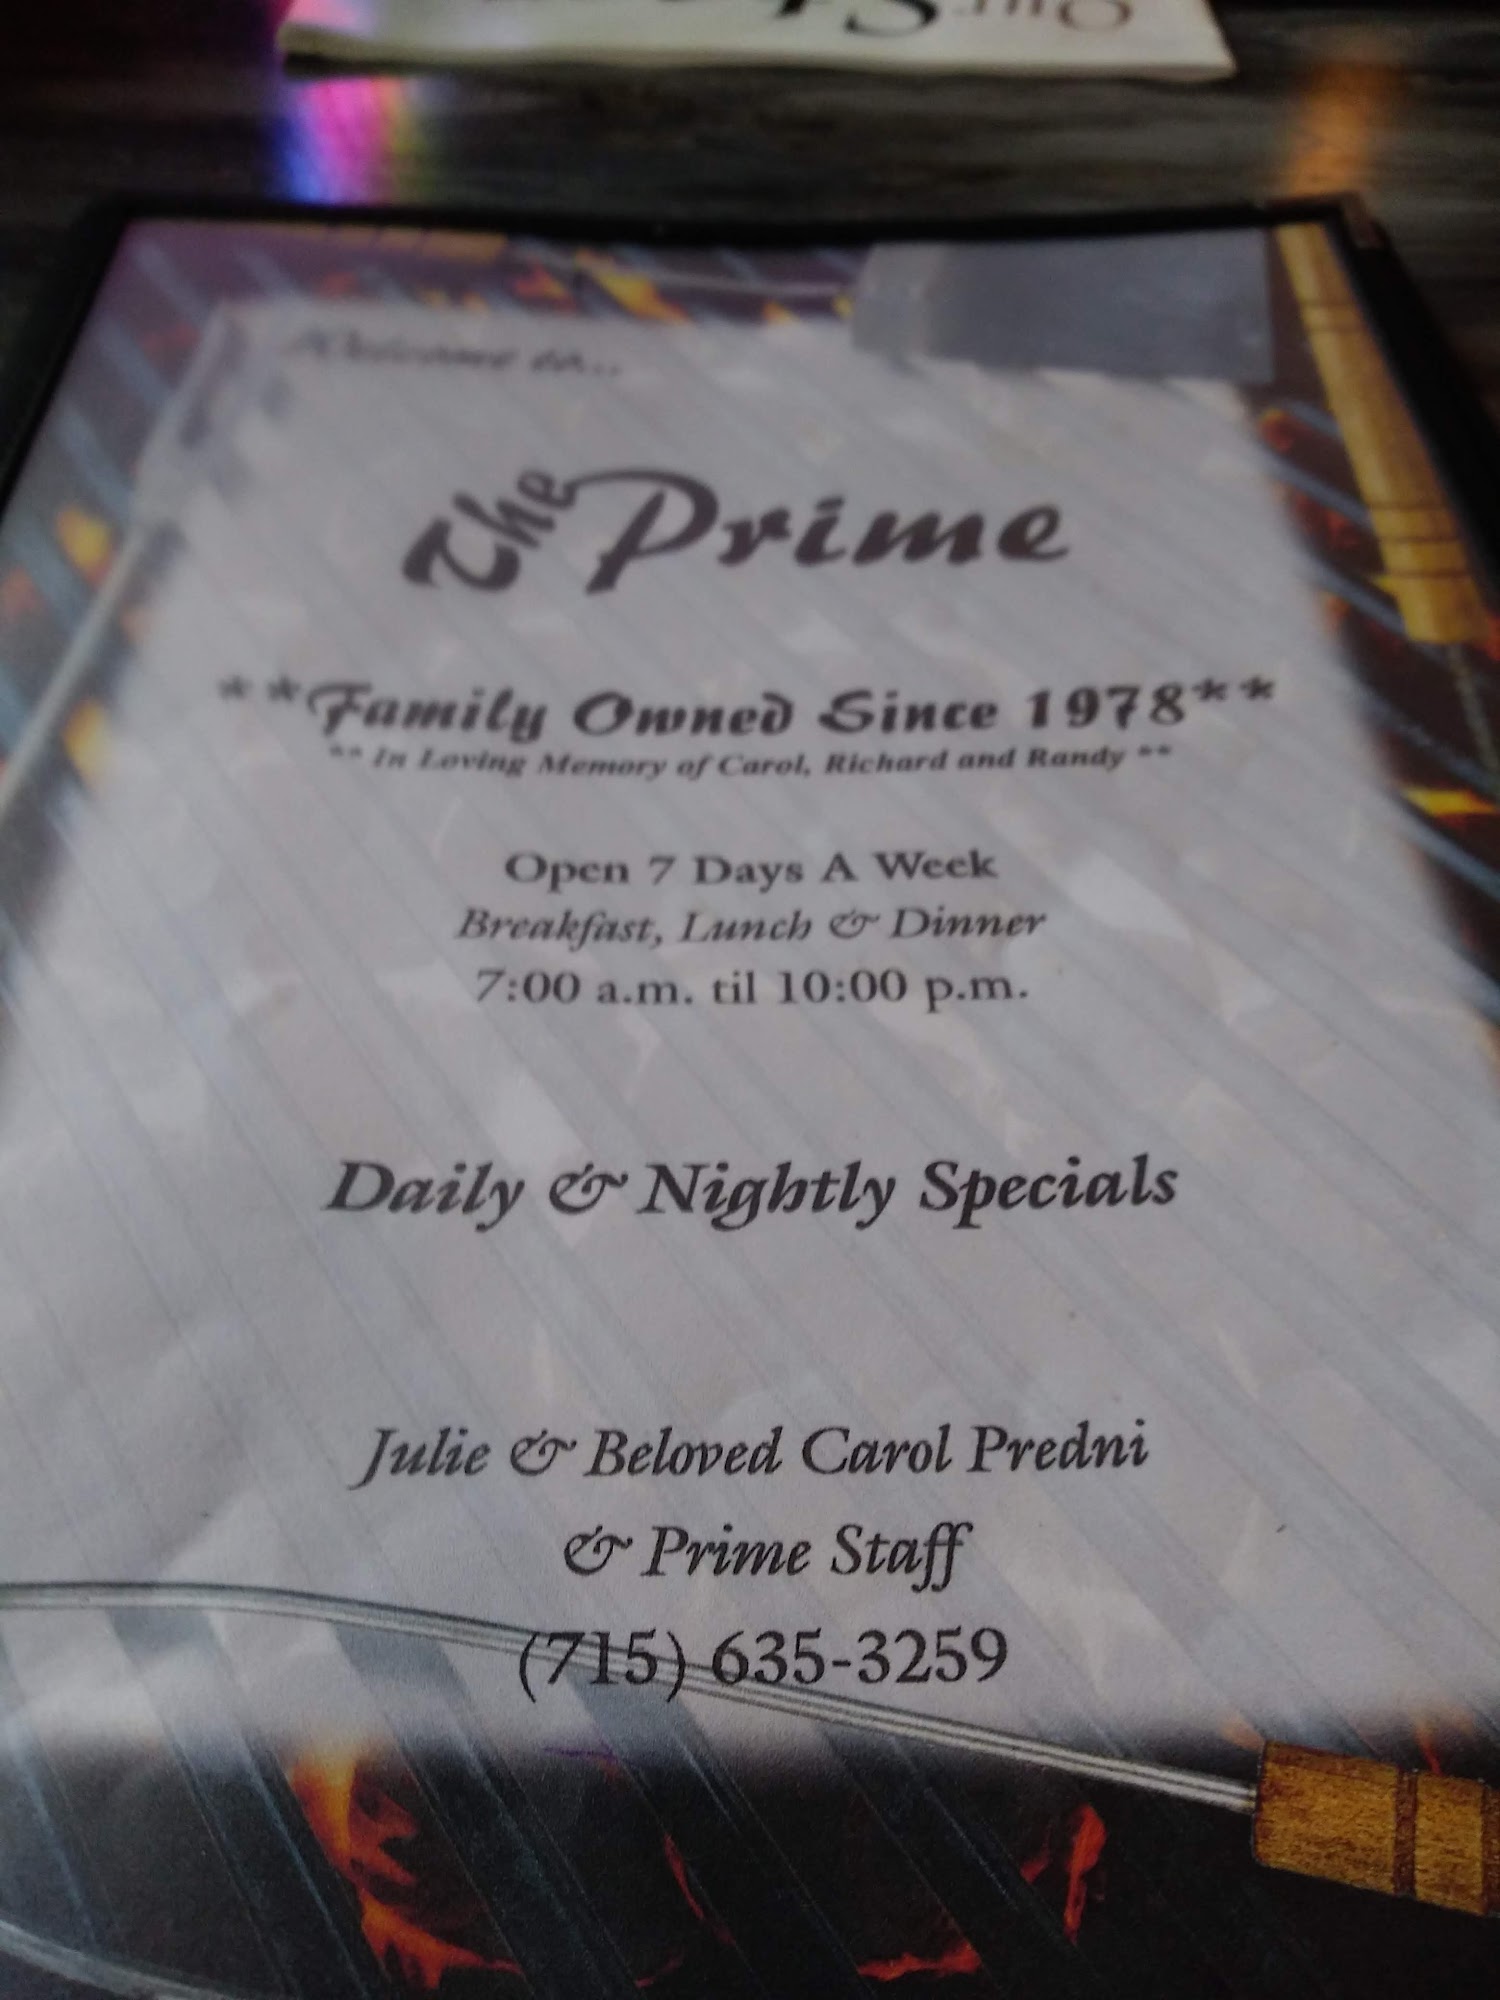 Welcome to...
The Prime
**Family Owned Since 1978**
** In Loving Memory of Carol, Richard and Randy **
Open 7 Days A Week
Breakfast, Lunch & Dinner
7:00 a.m. til 10:00 p.m.
Daily & Nightly Specials
Julie & Beloved Carol Predni
& Prime Staff
(715) 635-3259